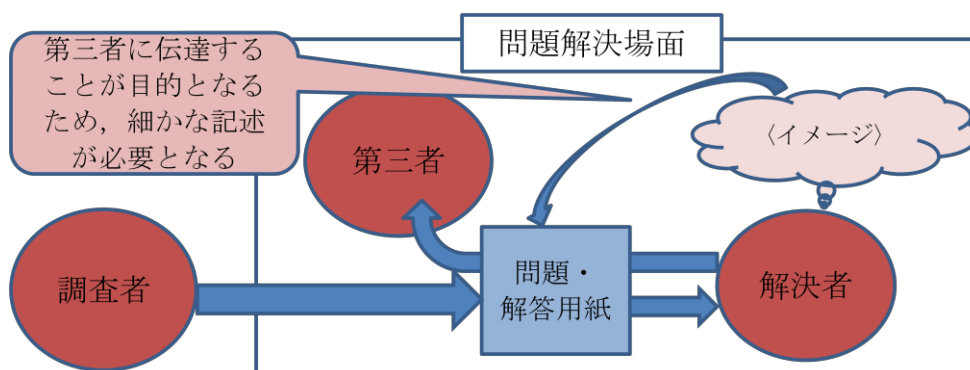 問題解決場面
第三者に伝達する
ことが目的となる
ため，細かな記述
が必要となる
〈イメージ〉
第三者
調査者
問題・
解答用紙
解決者